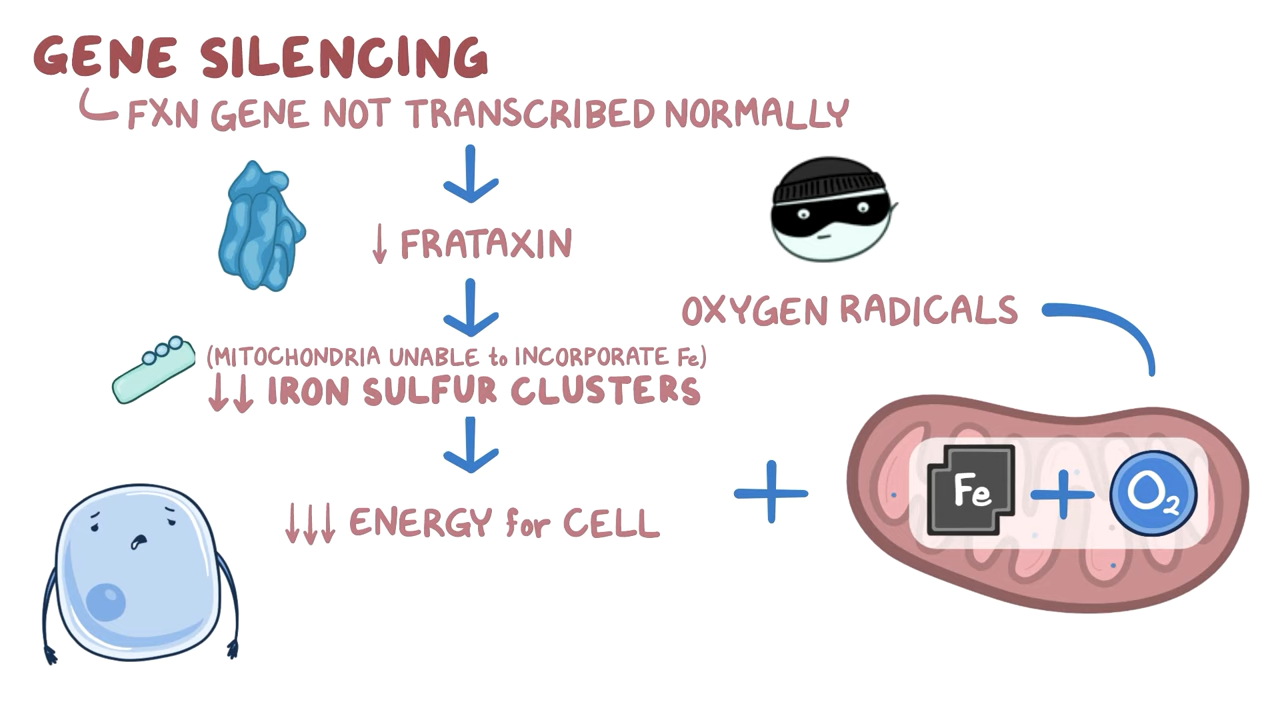 GENE SILENCING
FXN GENE NOT TRANSCRIBED NORMALLY
↓ FRATAXIN
OXYGEN RADICALS
(MITOCHONDRIA UNABLE to INCORPORATE Fe)
↓↓ IRON SULFUR CLUSTERS
Fe + O₂
↓↓↓ ENERGY for CELL +